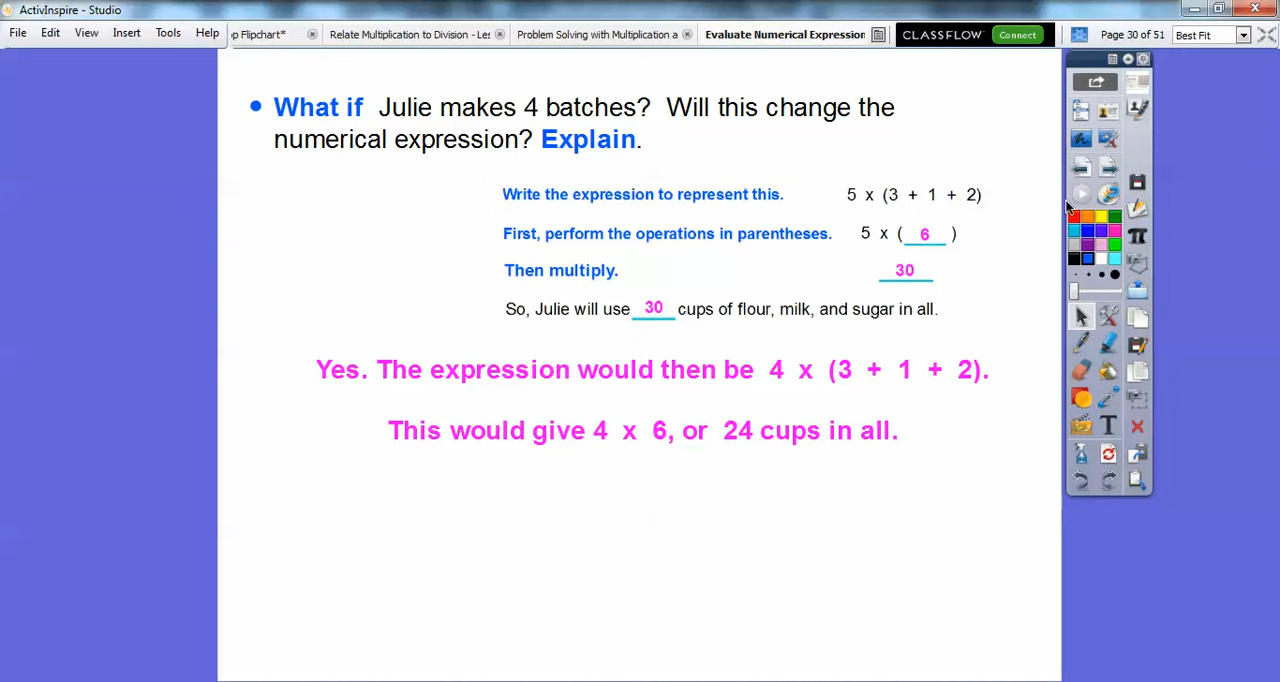 ActivInspire - Studio
File Edit View Insert Tools Help
p Flipchart*
Relate Multiplication to Division - Les
Problem Solving with Multiplication a
Evaluate Numerical Expression
CLASSFLOW Connect
Page 30 of 51
Best Fit
• What if Julie makes 4 batches? Will this change the
numerical expression? Explain.
Write the expression to represent this. 5 x (3 + 1 + 2)
First, perform the operations in parentheses. 5 x ( 6 )
Then multiply. 30
So, Julie will use 30 cups of flour, milk, and sugar in all.
Yes. The expression would then be 4 x (3 + 1 + 2).
This would give 4 x 6, or 24 cups in all.